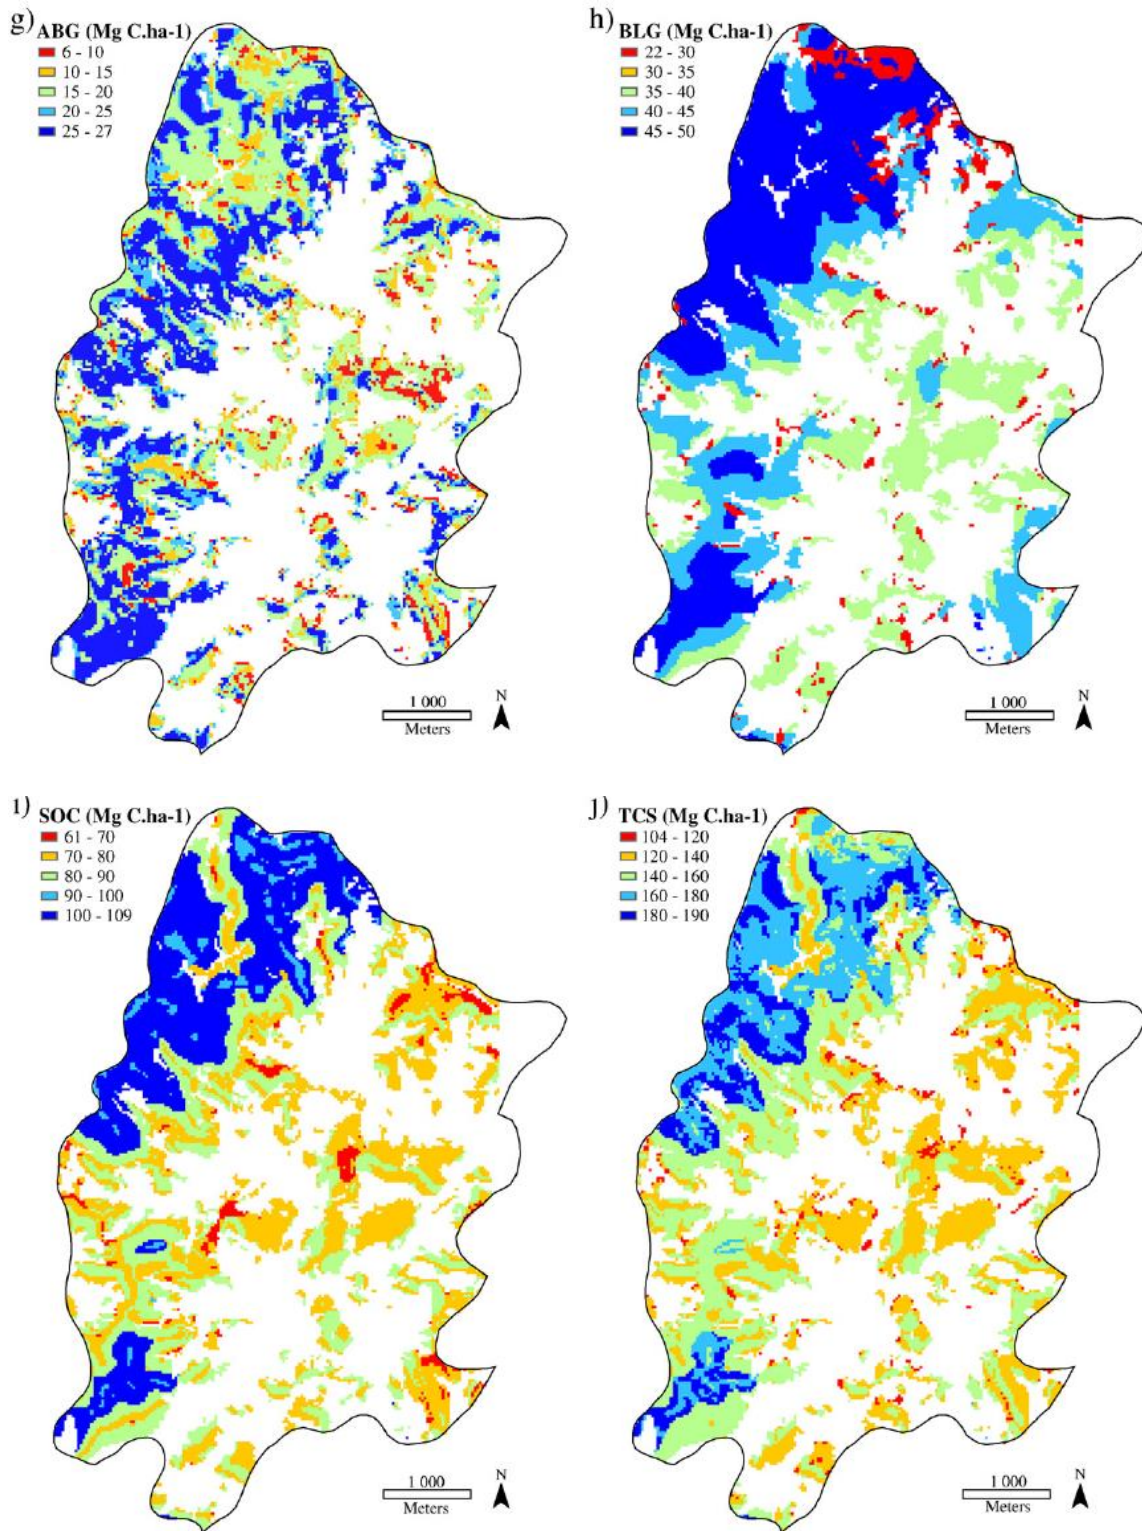 g) ABG (Mg C.ha-1)
6 - 10
10 - 15
15 - 20
20 - 25
25 - 27
1 000
Meters
N
h) BLG (Mg C.ha-1)
22 - 30
30 - 35
35 - 40
40 - 45
45 - 50
1 000
Meters
N
i) SOC (Mg C.ha-1)
61 - 70
70 - 80
80 - 90
90 - 100
100 - 109
1 000
Meters
N
j) TCS (Mg C.ha-1)
104 - 120
120 - 140
140 - 160
160 - 180
180 - 190
1 000
Meters
N